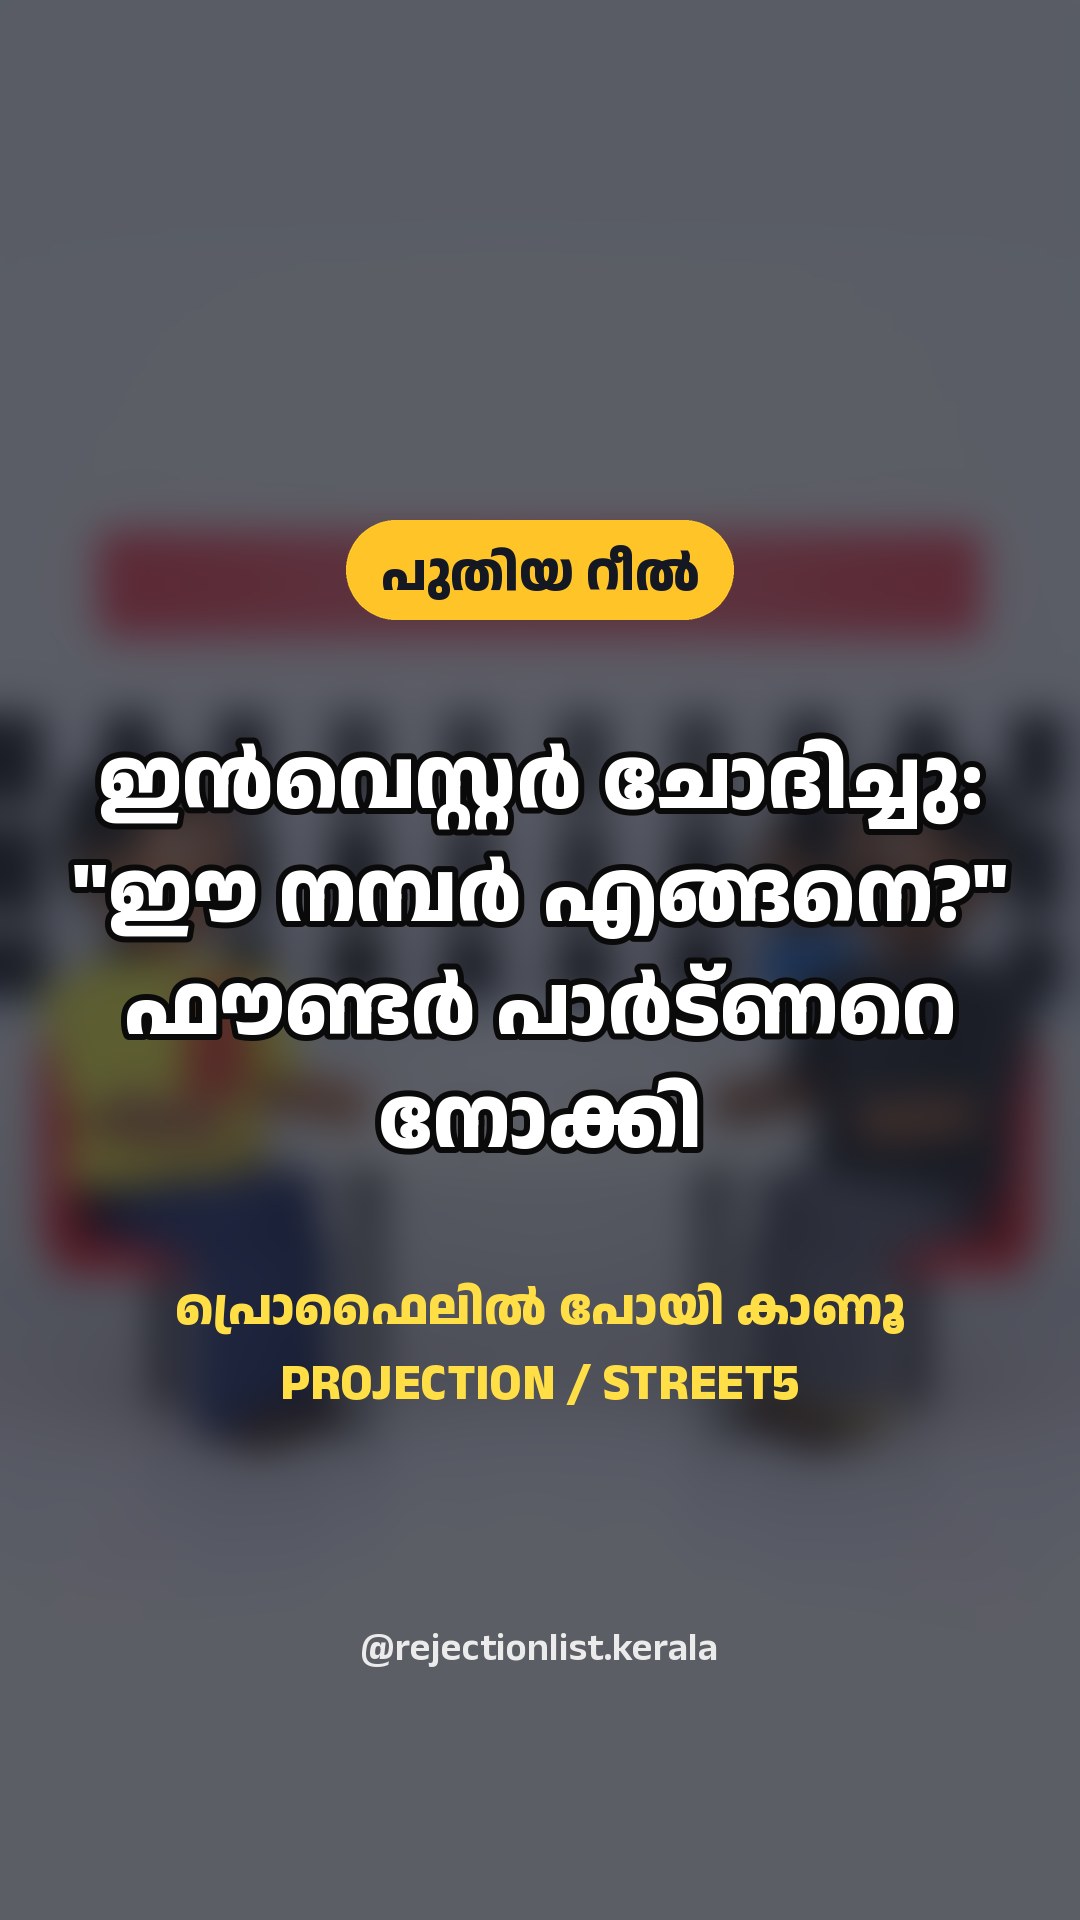 പുതിയ റീൽ
ഇൻവെസ്റ്റർ ചോദിച്ചു:
"ഈ നമ്പർ എങ്ങനെ?"
ഫൗണ്ടർ പാർട്ണറെ
നോക്കി
പ്രൊഫൈലിൽ പോയി കാണൂ
PROJECTION / STREET5
@rejectionlist.kerala